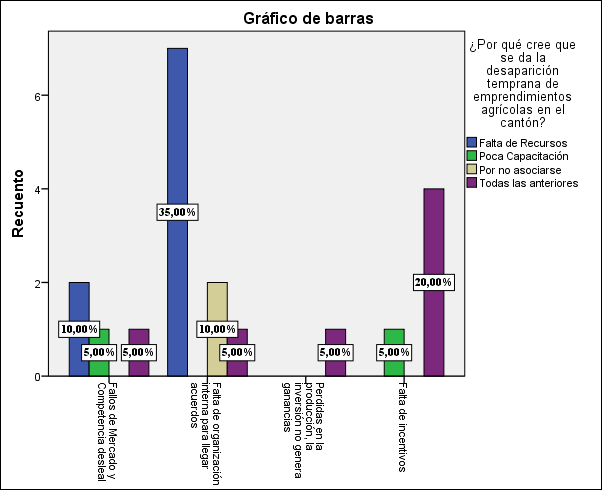 Gráfico de barras
¿Por qué cree que
se da la
desaparición
temprana de
emprendimientos
agrícolas en el
cantón?
Falta de Recursos
Poca Capacitación
Por no asociarse
Todas las anteriores
Recuento
6
4
2
0
10,00%
5,00%
5,00%
35,00%
10,00%
5,00%
5,00%
5,00%
20,00%
Fallos de Mercado y
Competencia desleal
Falta de organización
interna para llegar
acuerdos
Perdidas en la
producción, la
inversión no genera
ganancias
Falta de incentivos